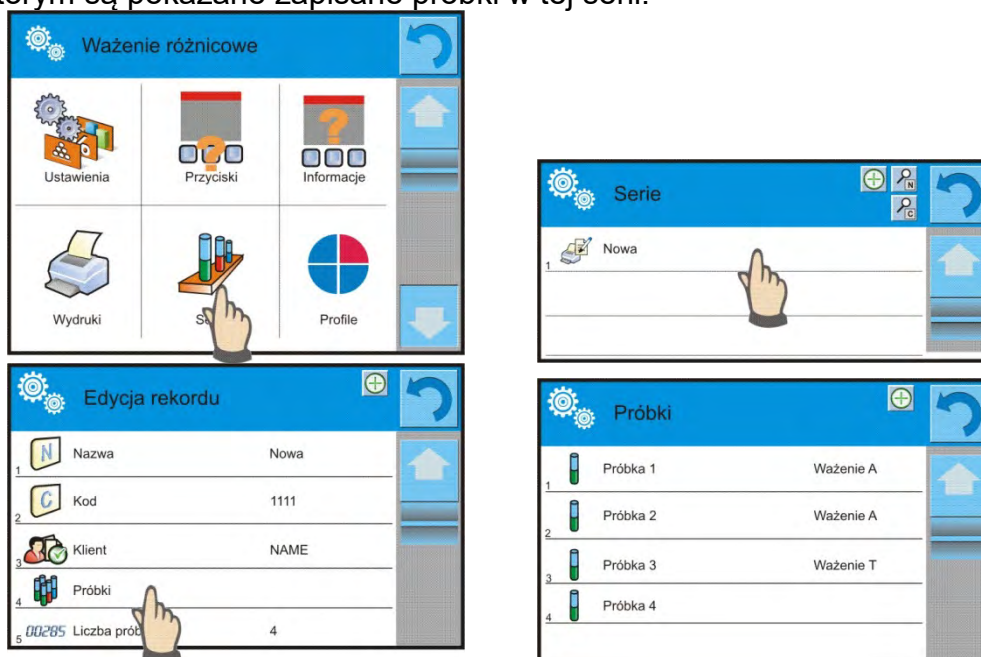 Ważenie różnicowe
Ustawienia
Przyciski
Informacje
Wydruki
Profile
Serie
N
C
1 Nowa
Edycja rekordu
1 N Nazwa Nowa
2 C Kod 1111
3 Klient NAME
4 Próbki
5 00285 Liczba prób 4
Próbki
1 Próbka 1 Ważenie A
2 Próbka 2 Ważenie A
3 Próbka 3 Ważenie T
4 Próbka 4